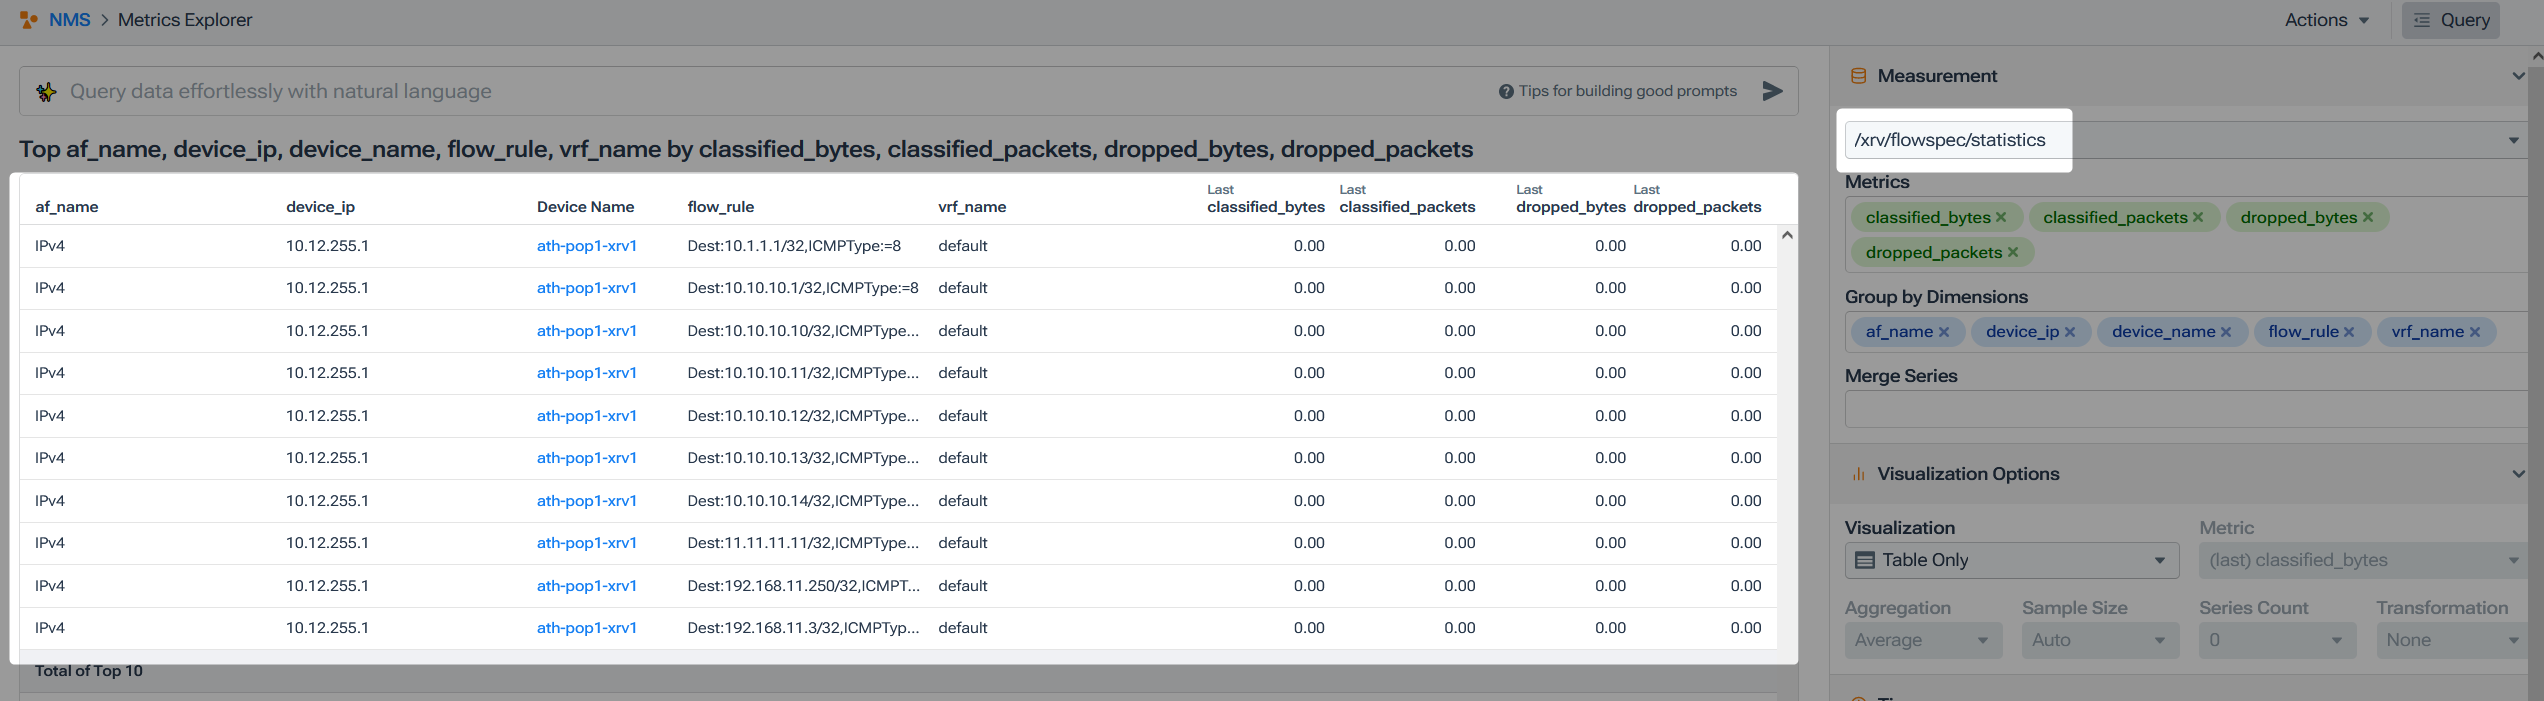 NMS > Metrics Explorer
Actions
Query
Query data effortlessly with natural language
Tips for building good prompts
Top af_name, device_ip, device_name, flow_rule, vrf_name by classified_bytes, classified_packets, dropped_bytes, dropped_packets
af_name device_ip Device Name flow_rule vrf_name Last classified_bytes Last classified_packets Last dropped_bytes Last dropped_packets
IPv4 10.12.255.1 ath-pop1-xrv1 Dest:10.1.1.1/32,ICMPType:=8 default 0.00 0.00 0.00 0.00
IPv4 10.12.255.1 ath-pop1-xrv1 Dest:10.10.10.1/32,ICMPType:=8 default 0.00 0.00 0.00 0.00
IPv4 10.12.255.1 ath-pop1-xrv1 Dest:10.10.10.10/32,ICMPType... default 0.00 0.00 0.00 0.00
IPv4 10.12.255.1 ath-pop1-xrv1 Dest:10.10.10.11/32,ICMPType... default 0.00 0.00 0.00 0.00
IPv4 10.12.255.1 ath-pop1-xrv1 Dest:10.10.10.12/32,ICMPType... default 0.00 0.00 0.00 0.00
IPv4 10.12.255.1 ath-pop1-xrv1 Dest:10.10.10.13/32,ICMPType... default 0.00 0.00 0.00 0.00
IPv4 10.12.255.1 ath-pop1-xrv1 Dest:10.10.10.14/32,ICMPType... default 0.00 0.00 0.00 0.00
IPv4 10.12.255.1 ath-pop1-xrv1 Dest:11.11.11.11/32,ICMPType... default 0.00 0.00 0.00 0.00
IPv4 10.12.255.1 ath-pop1-xrv1 Dest:192.168.11.250/32,ICMPT... default 0.00 0.00 0.00 0.00
IPv4 10.12.255.1 ath-pop1-xrv1 Dest:192.168.11.3/32,ICMPTyp... default 0.00 0.00 0.00 0.00
Total of Top 10
Measurement
/xrv/flowspec/statistics
Metrics
classified_bytes classified_packets dropped_bytes
dropped_packets
Group by Dimensions
af_name device_ip device_name flow_rule vrf_name
Merge Series
Visualization Options
Visualization Metric
Table Only (last) classified_bytes
Aggregation Sample Size Series Count Transformation
Average Auto 0 None